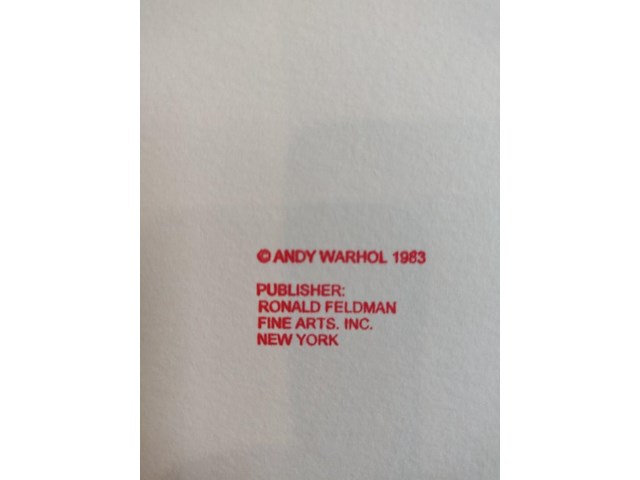 © ANDY WARHOL 1983
PUBLISHER:
RONALD FELDMAN
FINE ARTS. INC.
NEW YORK